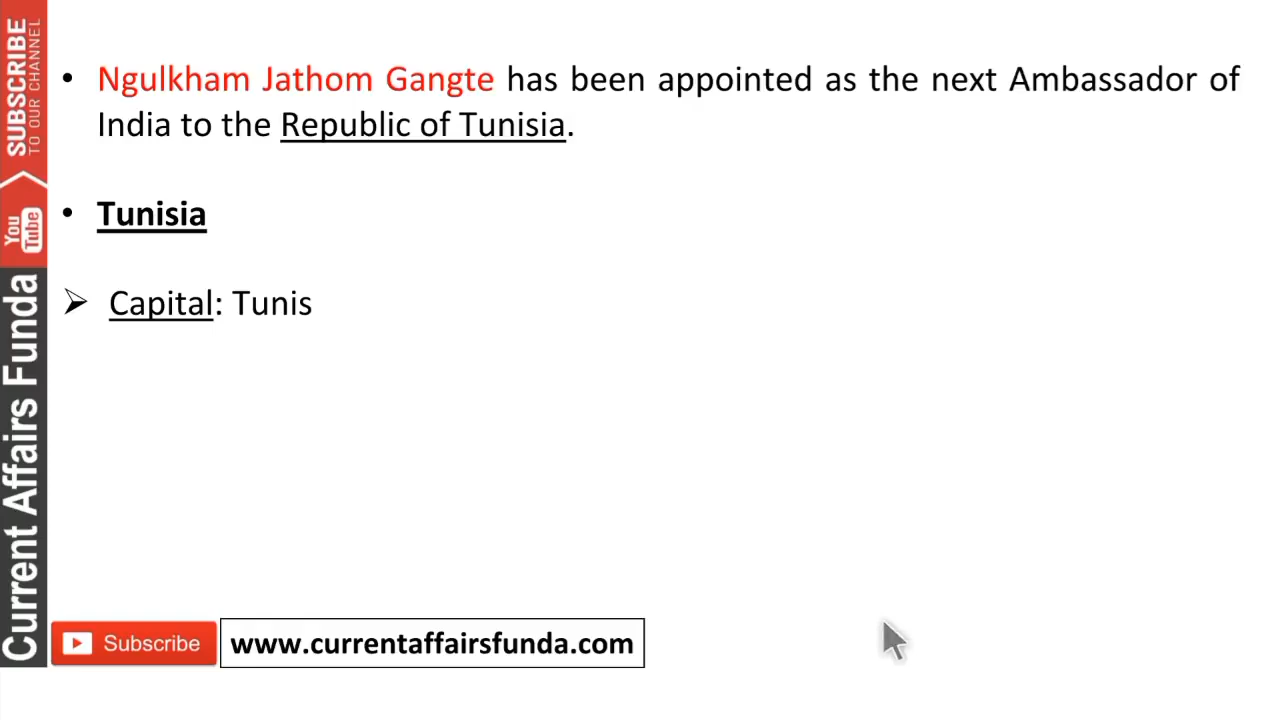 SUBSCRIBE
TO OUR CHANNEL
You
Tube
Current Affairs Funda
• Ngulkham Jathom Gangte has been appointed as the next Ambassador of
India to the Republic of Tunisia.
• Tunisia
➢ Capital: Tunis
Subscribe
www.currentaffairsfunda.com